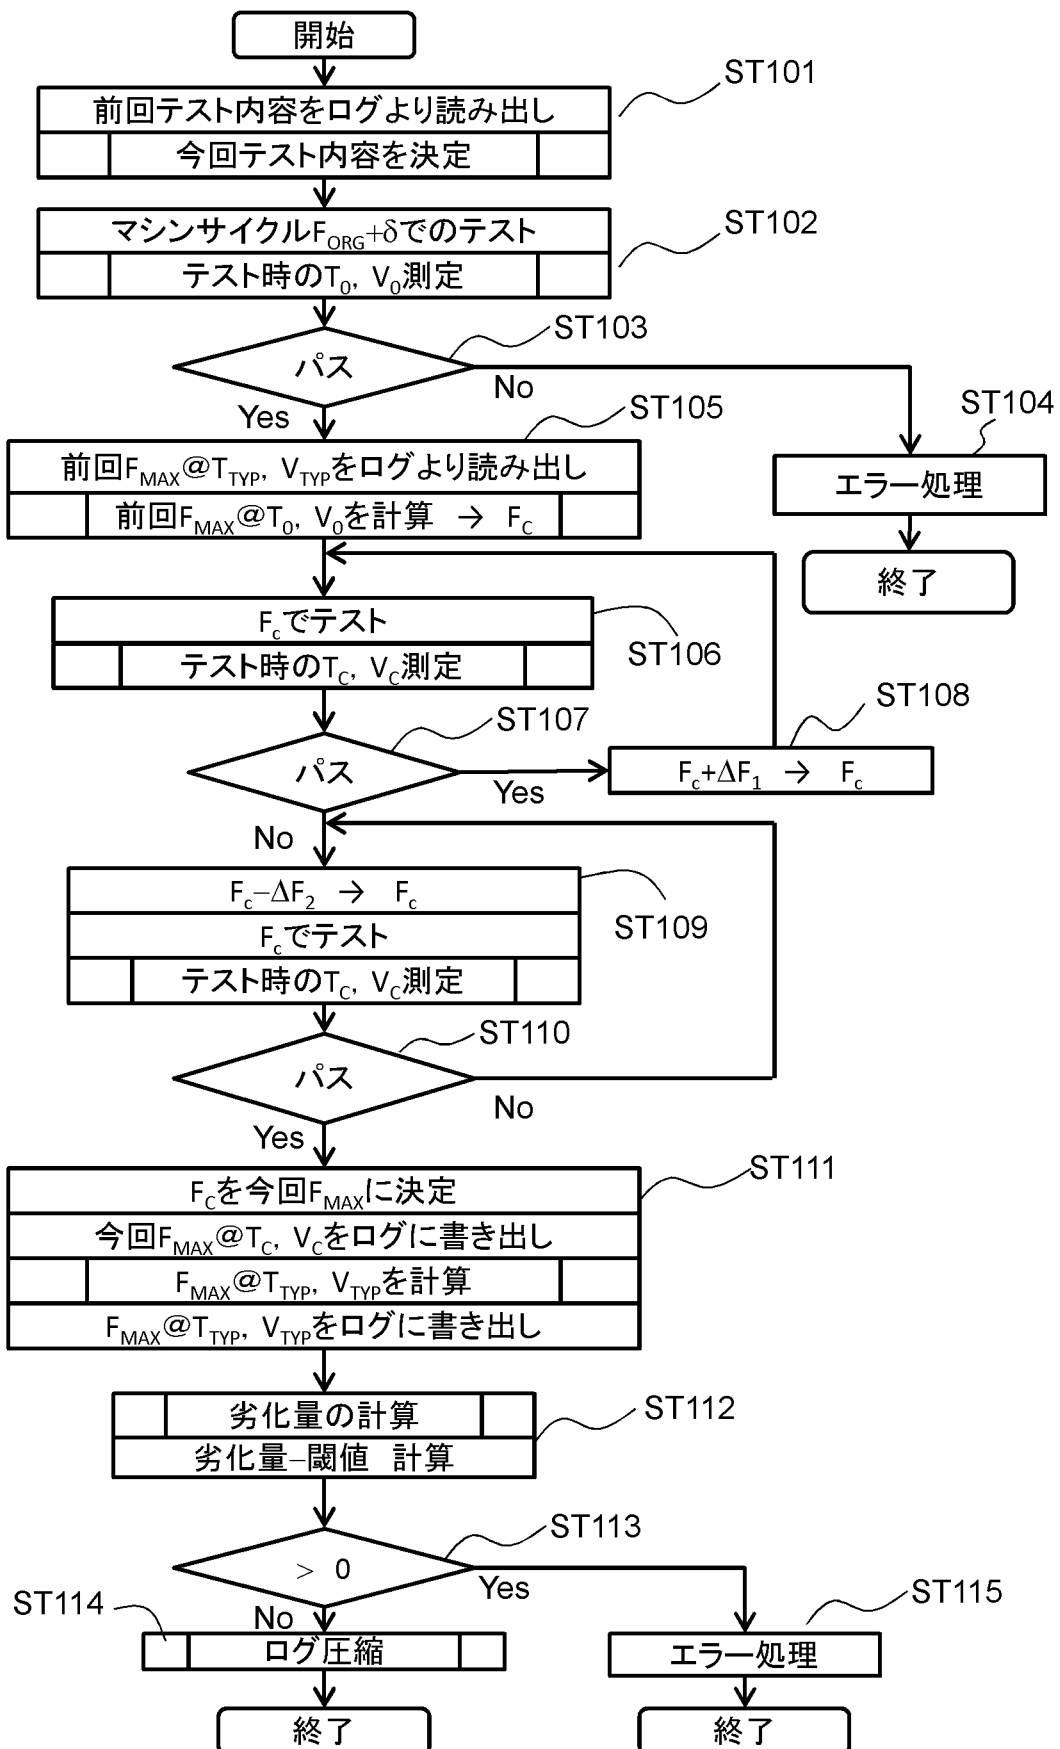 開始
ST101
前回テスト内容をログより読み出し
今回テスト内容を決定
ST102
マシンサイクルF_ORG+δでのテスト
テスト時のT_0, V_0測定
ST103
パス
No
Yes
ST105
ST104
前回F_MAX@T_TYP, V_TYPをログより読み出し
エラー処理
前回F_MAX@T_0, V_0を計算 → F_C
終了
F_cでテスト
ST106
テスト時のT_C, V_C測定
ST107
ST108
パス
Yes
F_c+ΔF_1 → F_c
No
F_c−ΔF_2 → F_c
ST109
F_cでテスト
テスト時のT_C, V_C測定
ST110
パス
No
Yes
ST111
F_Cを今回F_MAXに決定
今回F_MAX@T_C, V_Cをログに書き出し
F_MAX@T_TYP, V_TYPを計算
F_MAX@T_TYP, V_TYPをログに書き出し
ST112
劣化量の計算
劣化量−閾値 計算
ST113
> 0
Yes
ST115
ST114
No
ログ圧縮
エラー処理
終了
終了